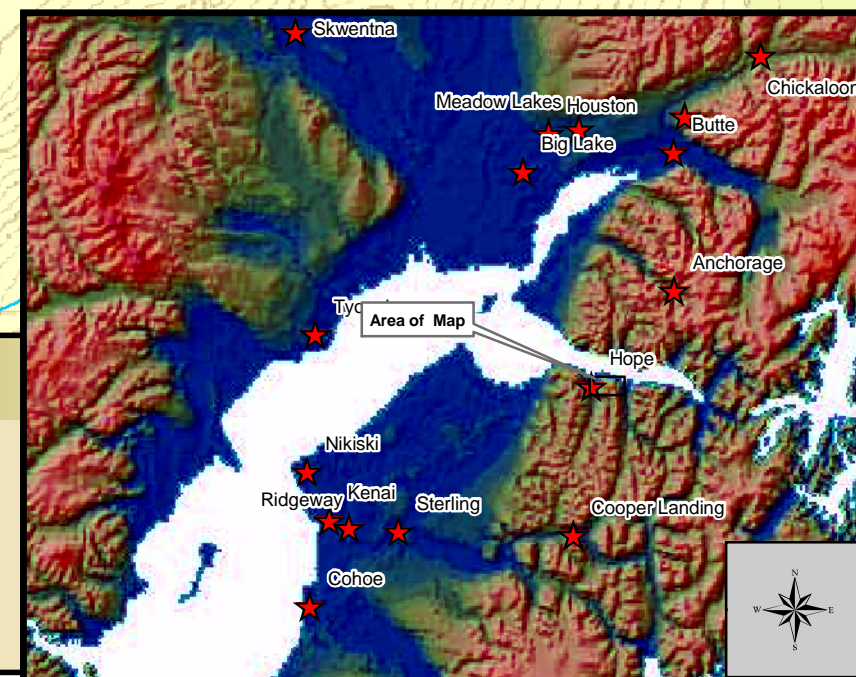 Skwentna
Chickaloon
Meadow Lakes
Houston
Butte
Big Lake
Anchorage
Area of Map
Hope
Nikiski
Ridgeway
Kenai
Sterling
Cooper Landing
Cohoe
N
W
E
S